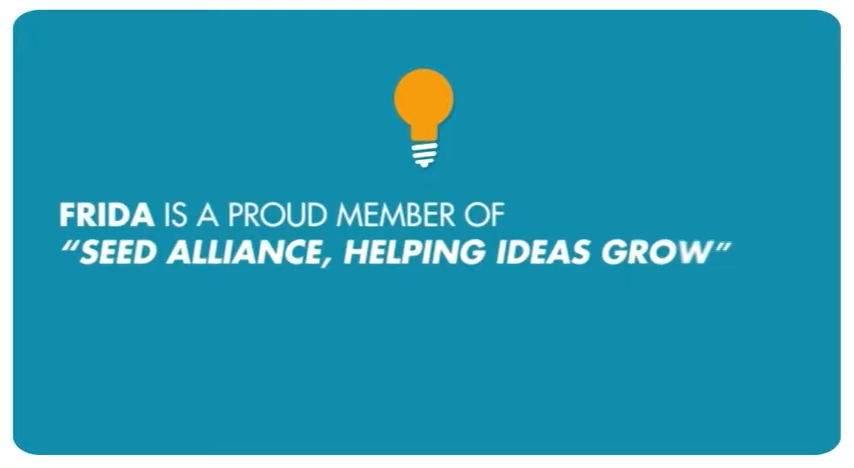 FRIDA IS A PROUD MEMBER OF
“SEED ALLIANCE, HELPING IDEAS GROW”